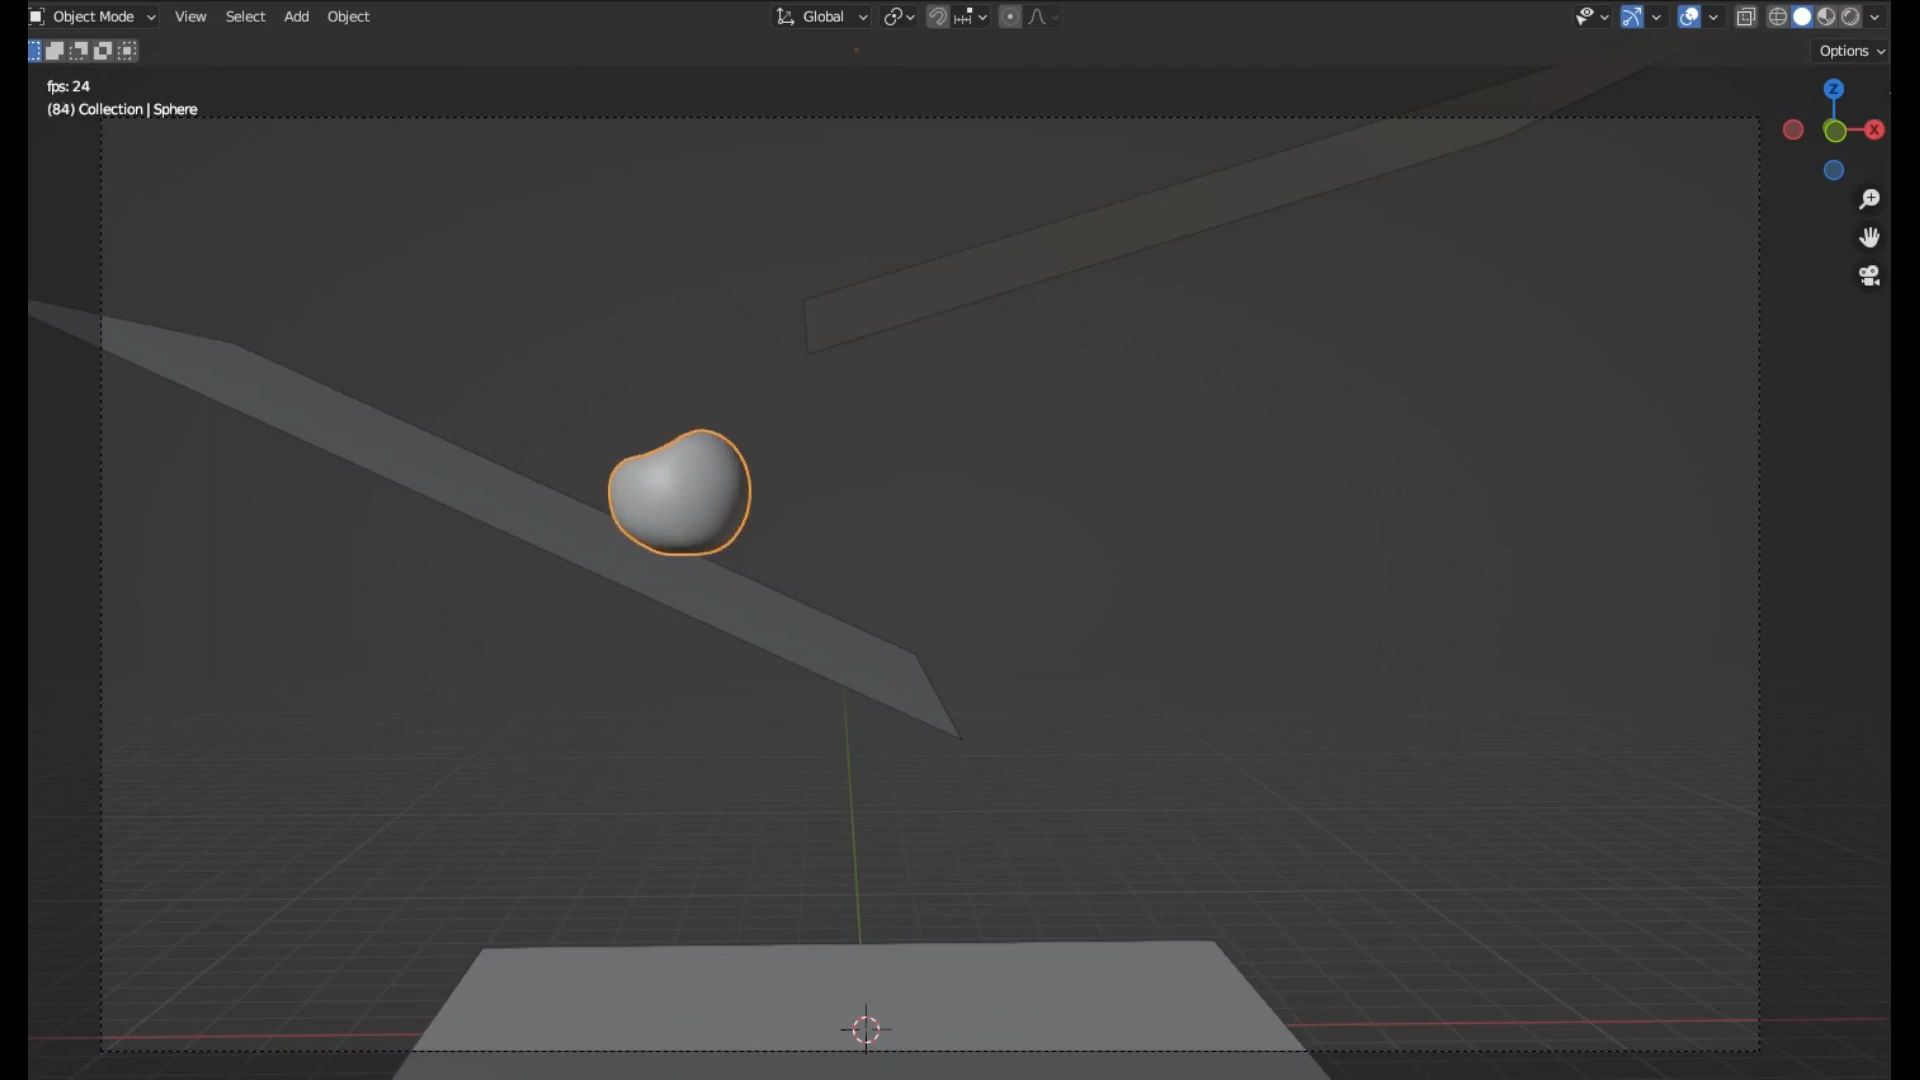 Object Mode View Select Add Object Global
Options
fps: 24
(84) Collection | Sphere
Z
X